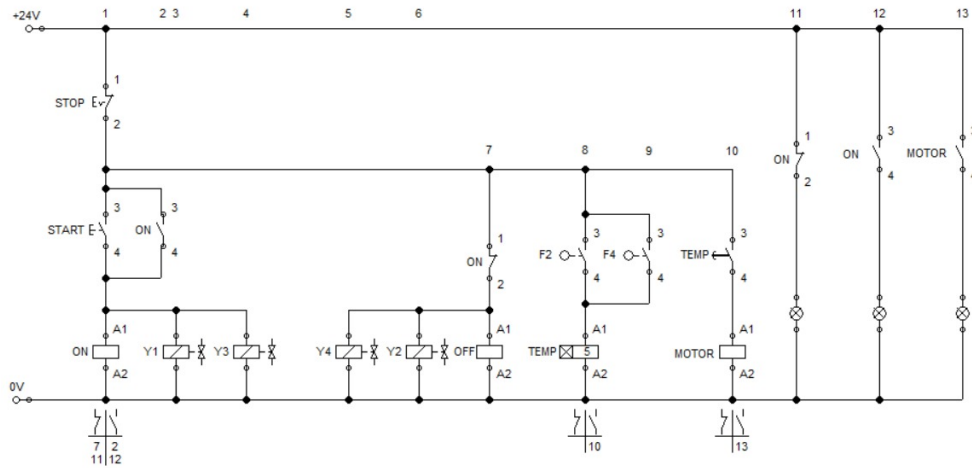 +24V 1 2 3 4 5 6 11 12 13
1
STOP
2
7 8 9 10
1 3
ON ON MOTOR
2 4
3 3
START ON
4 4
1
ON
2
3 3 3
F2 F4 TEMP
4 4 4
A1 A1 A1 A1
ON Y1 Y3 Y4 Y2 OFF TEMP 5 MOTOR
A2 A2 A2 A2
0V
7 2 10 13
11 12